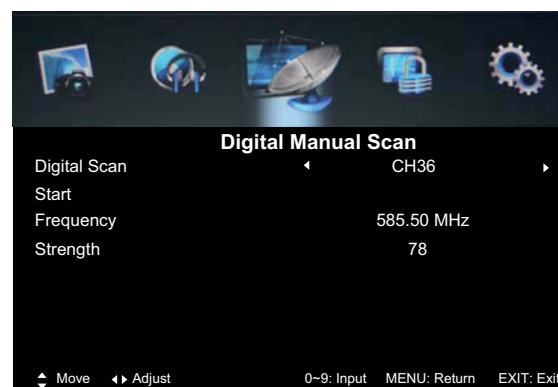 Digital Manual Scan
Digital Scan CH36
Start
Frequency 585.50 MHz
Strength 78
Move Adjust 0~9: Input MENU: Return EXIT: Exit